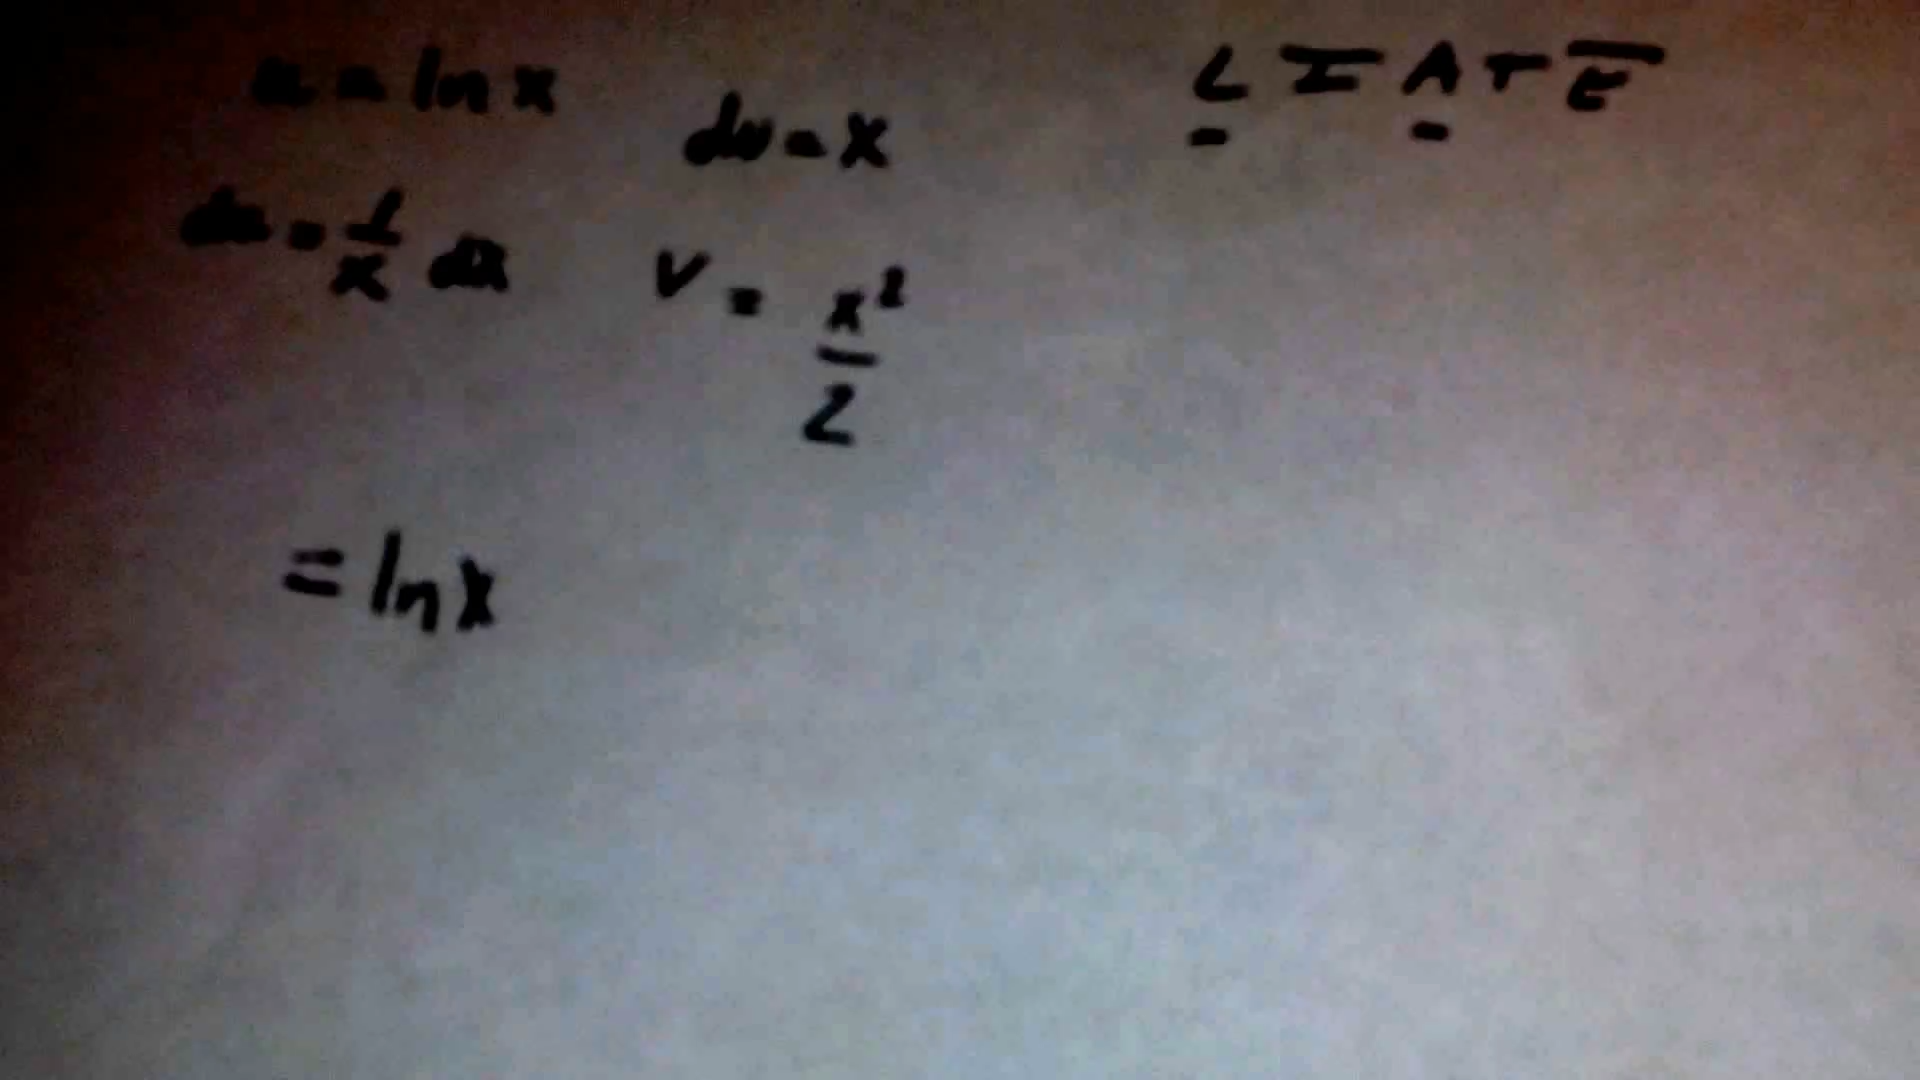 u = ln x
dv = x
L I A T E
du = 1/x dx
v = x²/2
= ln x